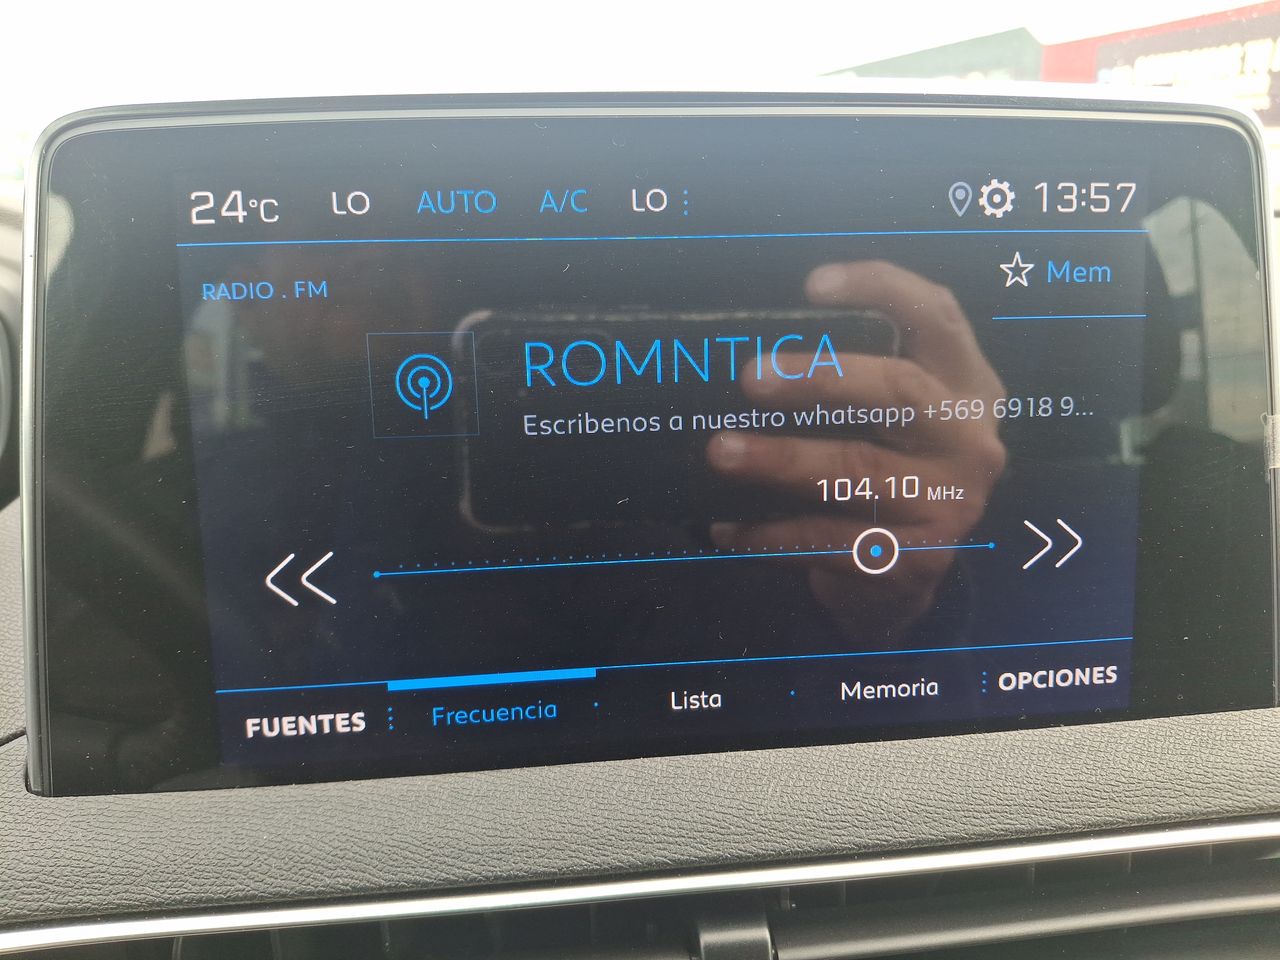 24°C LO AUTO A/C LO 13:57
RADIO . FM
Mem
ROMNTICA
Escribenos a nuestro whatsapp +569 6918 9...
104.10 MHz
FUENTES Frecuencia Lista Memoria OPCIONES